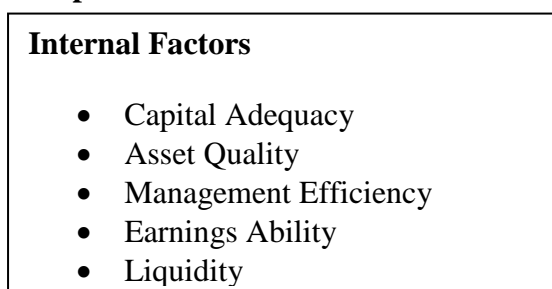 Internal Factors
• Capital Adequacy
• Asset Quality
• Management Efficiency
• Earnings Ability
• Liquidity